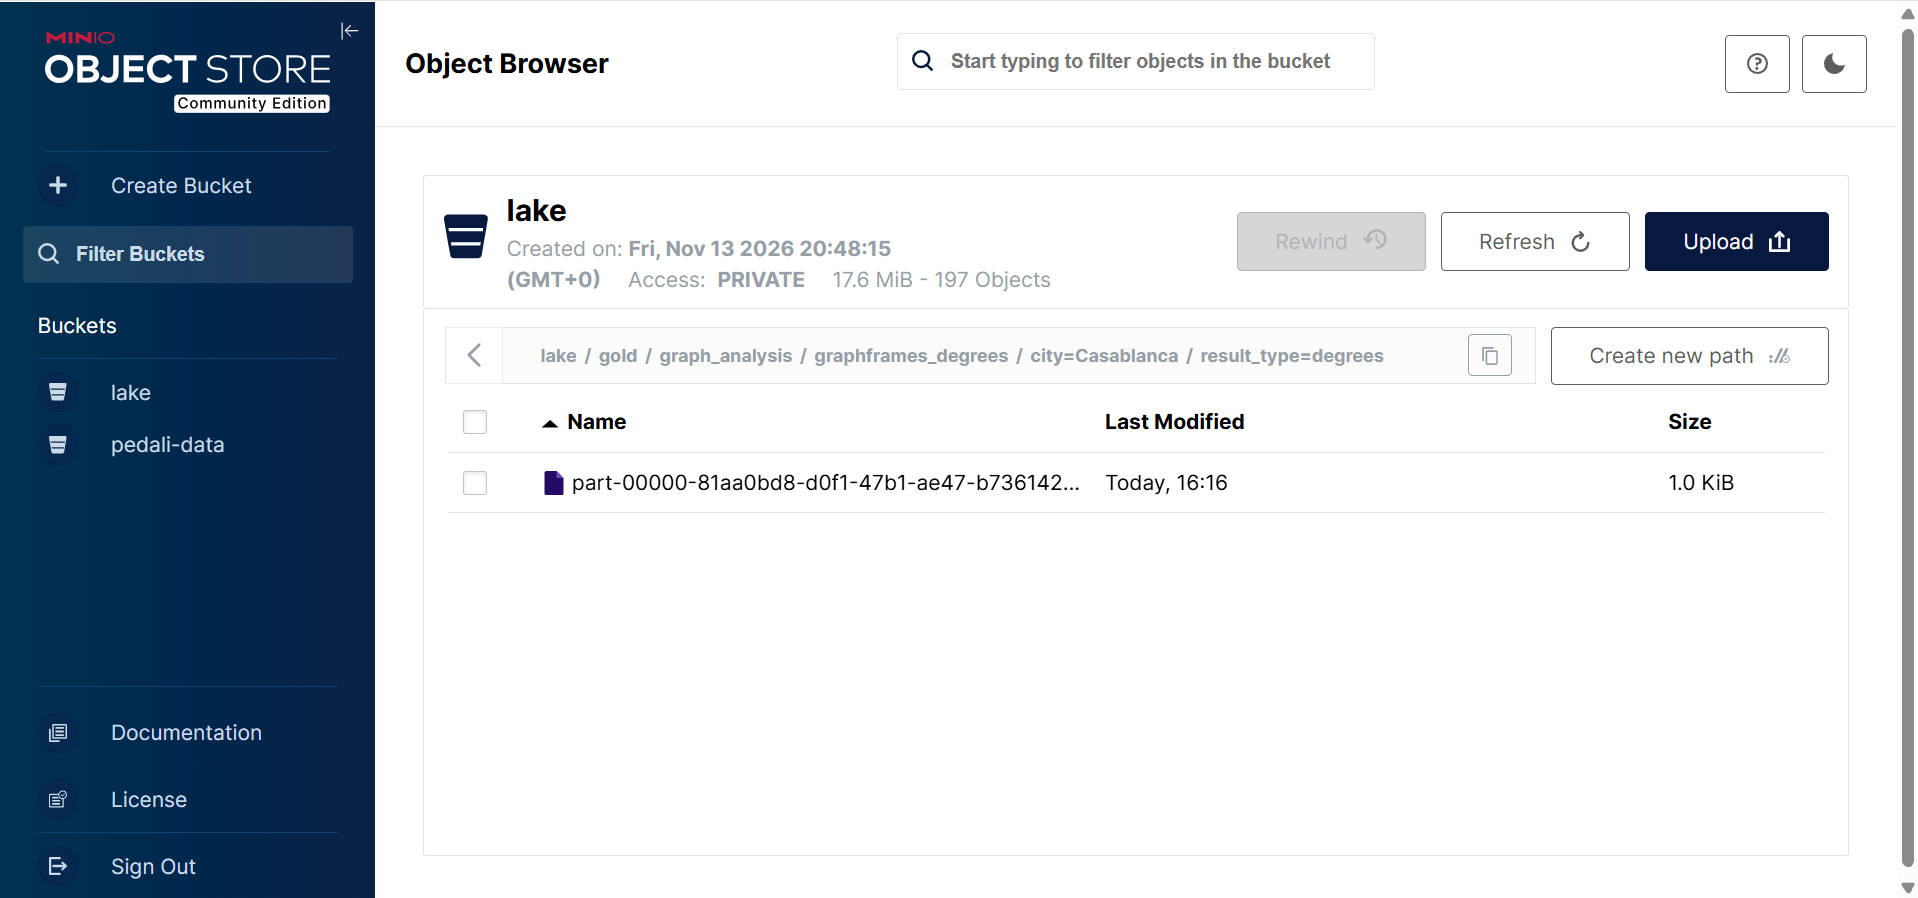 MINIO
OBJECT STORE
Community Edition
Create Bucket
Filter Buckets
Buckets
lake
pedali-data
Documentation
License
Sign Out
Object Browser
Start typing to filter objects in the bucket
lake
Created on: Fri, Nov 13 2026 20:48:15
(GMT+0) Access: PRIVATE 17.6 MiB - 197 Objects
Rewind
Refresh
Upload
lake / gold / graph_analysis / graphframes_degrees / city=Casablanca / result_type=degrees
Create new path
Name Last Modified Size
part-00000-81aa0bd8-d0f1-47b1-ae47-b736142... Today, 16:16 1.0 KiB